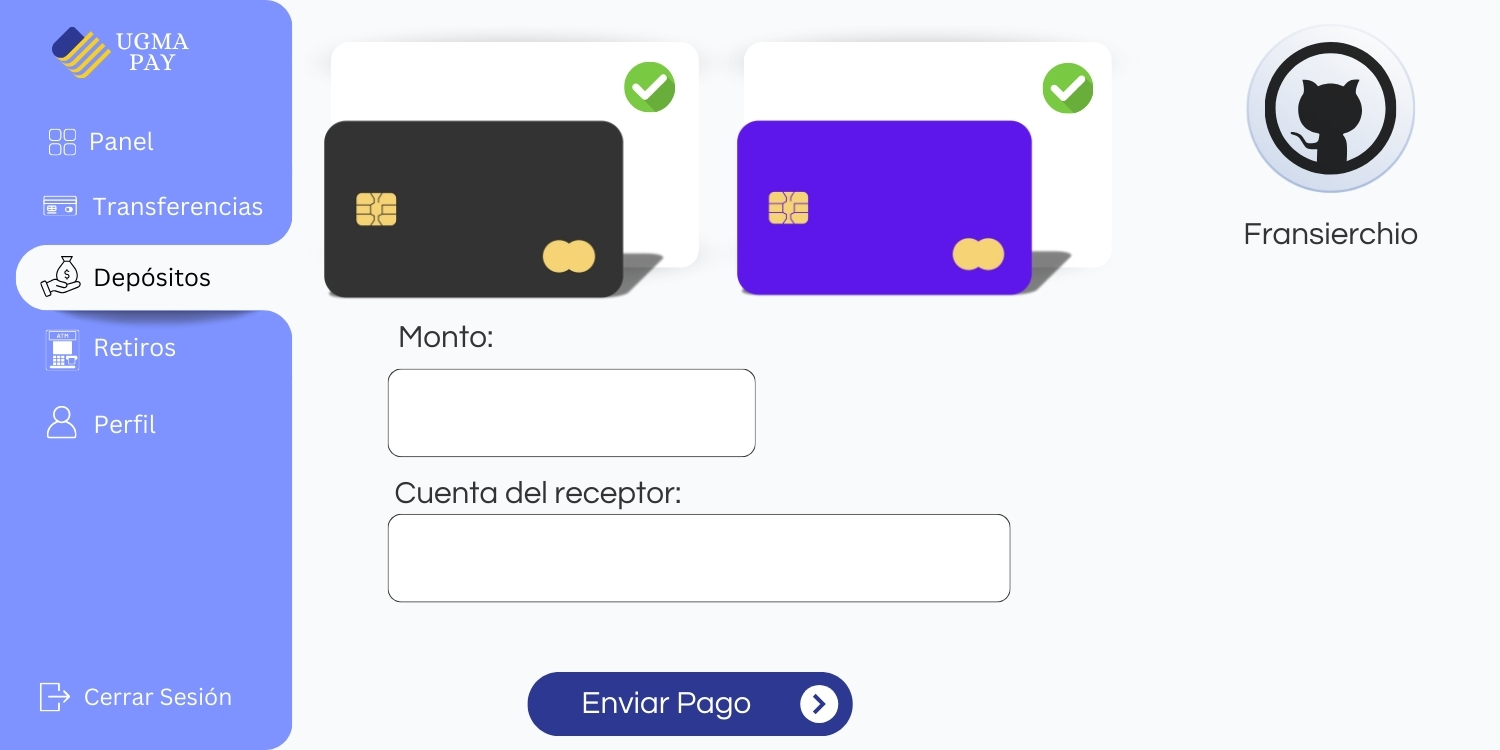 UGMA
PAY
Panel
Transferencias
Depósitos
ATM
Retiros
Perfil
Cerrar Sesión
Monto:
Cuenta del receptor:
Enviar Pago
Fransierchio